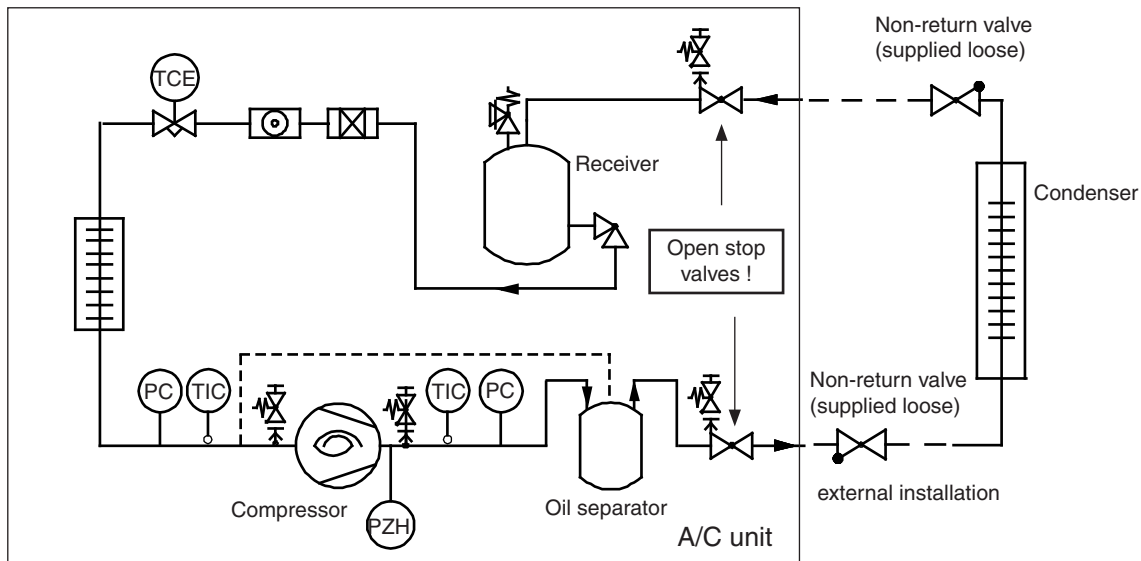 TCE
Non-return valve
(supplied loose)
Receiver
Condenser
Open stop
valves !
PC
TIC
TIC
PC
Non-return valve
(supplied loose)
Compressor
PZH
Oil separator
external installation
A/C unit